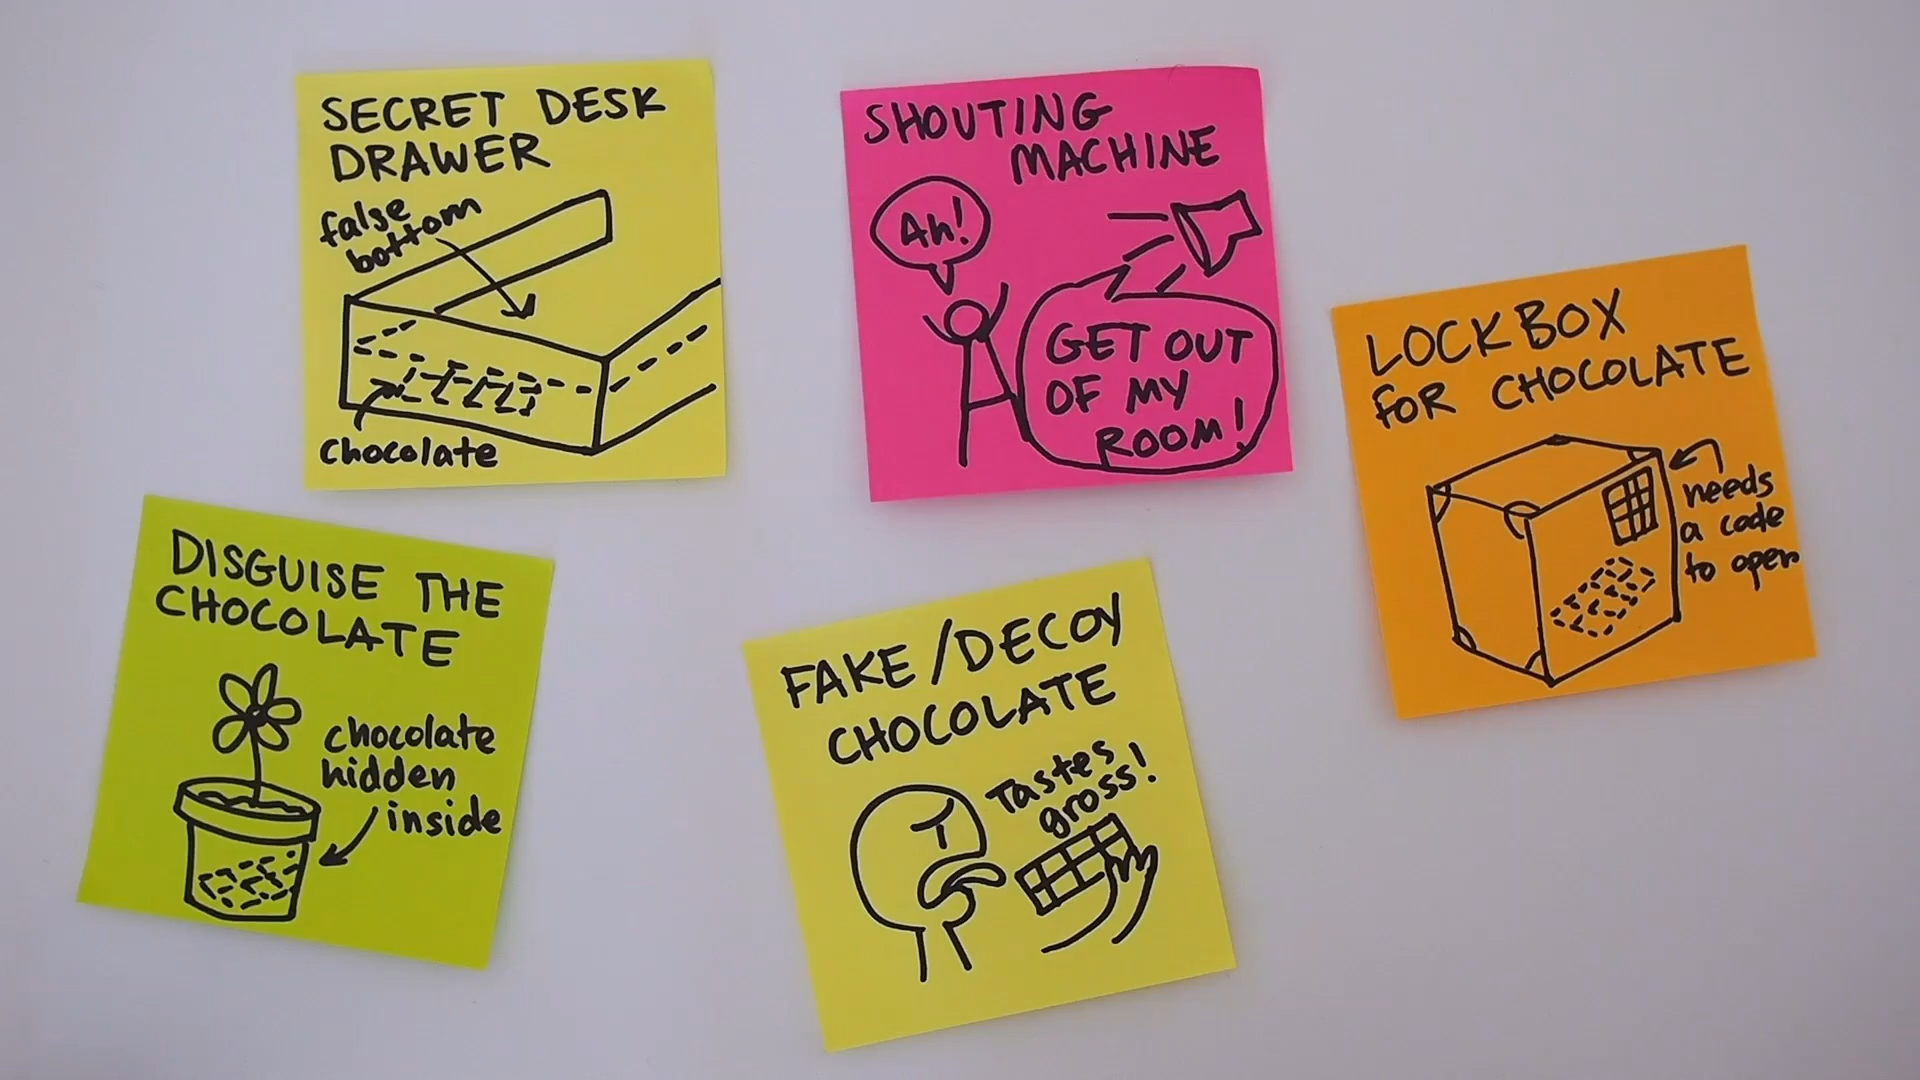 SECRET DESK
DRAWER
false
bottom
chocolate
SHOUTING
MACHINE
Ah!
GET OUT
OF MY
ROOM!
LOCKBOX
FOR CHOCOLATE
needs
a code
to open
DISGUISE THE
CHOCOLATE
chocolate
hidden
inside
FAKE/DECOY
CHOCOLATE
Tastes
gross!